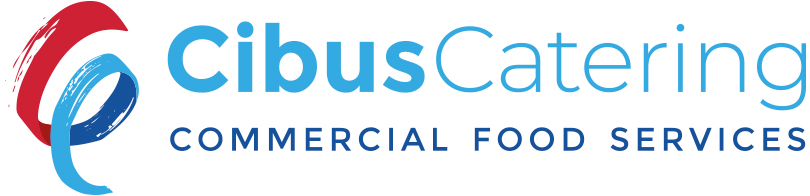 CibusCatering
COMMERCIAL FOOD SERVICES